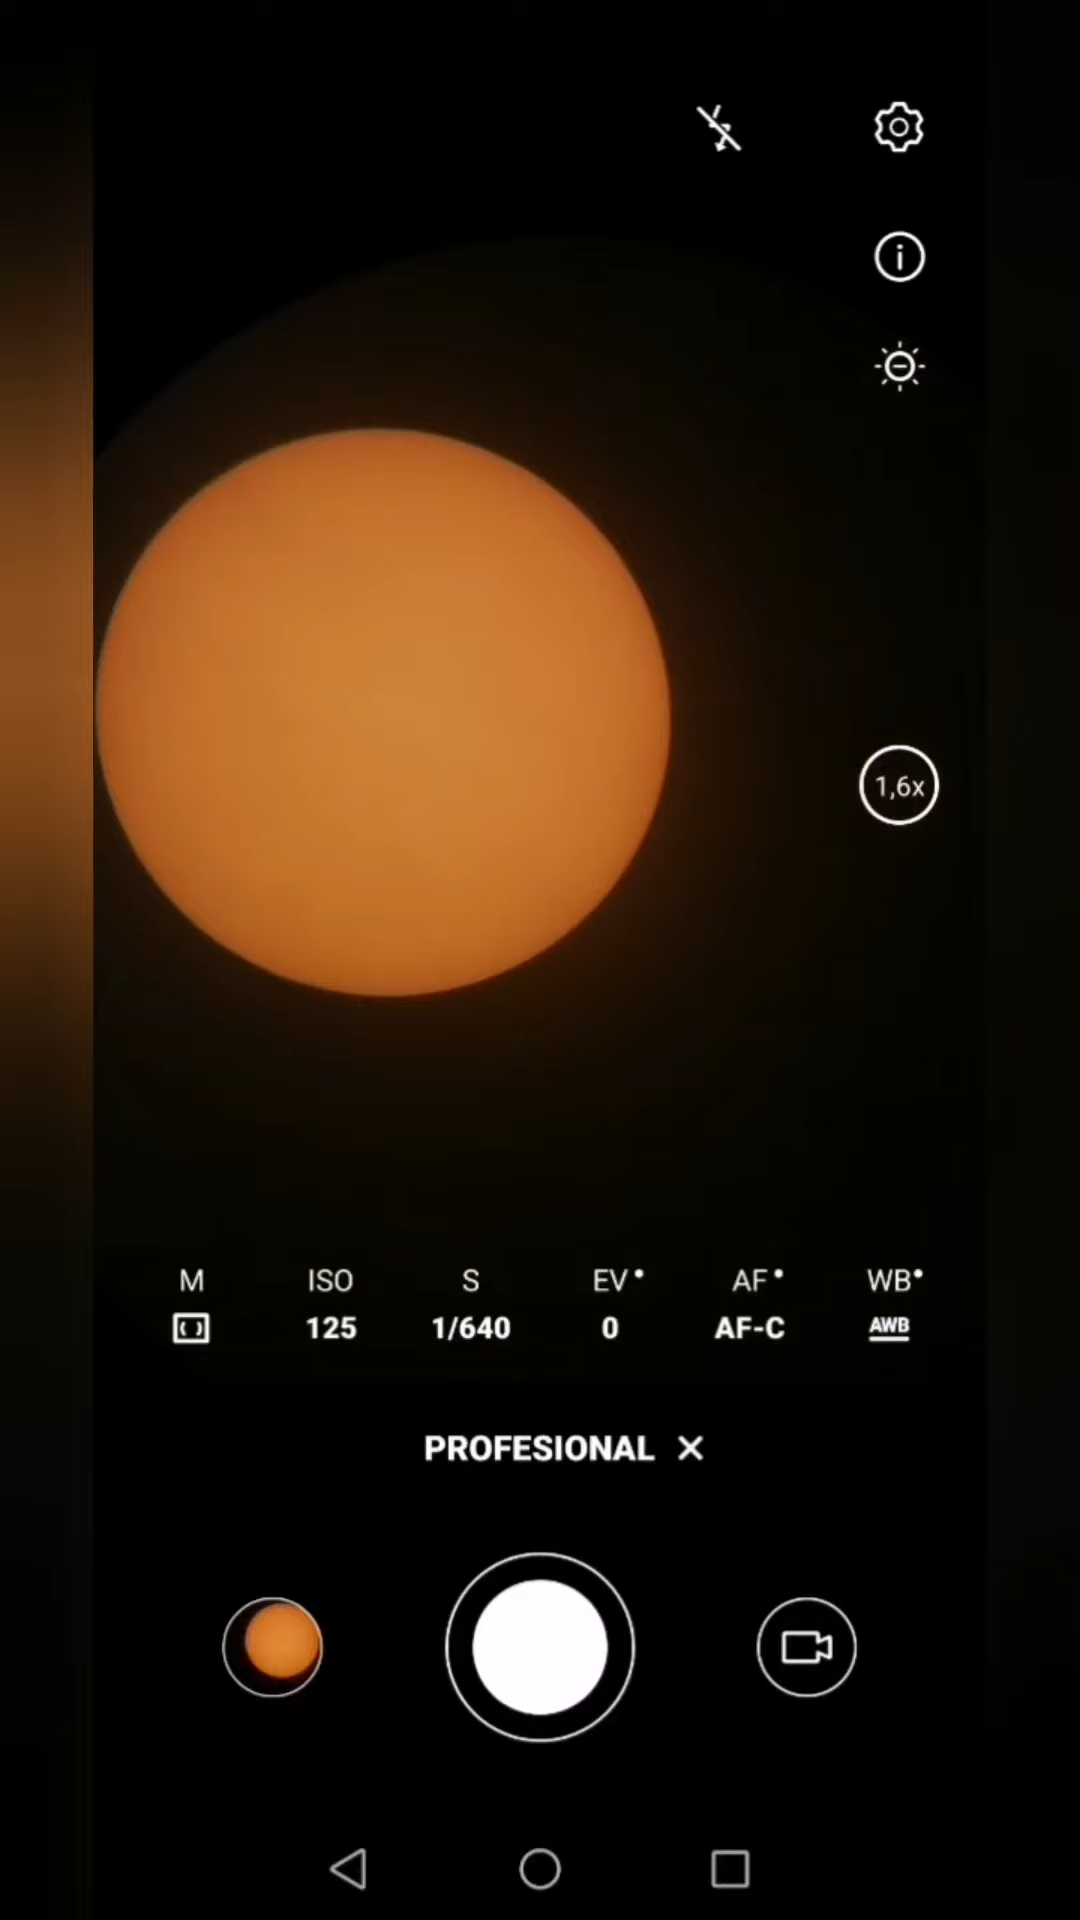 1,6x
M ISO S EV• AF• WB•
125 1/640 0 AF-C AWB
PROFESIONAL ✕